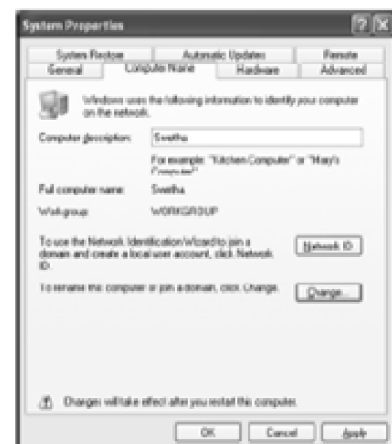 System Properties
System Restore Automatic Updates Remote
General Computer Name Hardware Advanced
Windows uses the following information to identify your computer
on the network.
Computer description: Swetha
For example: "Kitchen Computer" or "Mary's
Computer".
Full computer name: Swetha
Workgroup: WORKGROUP
To use the Network Identification Wizard to join a
domain and create a local user account, click Network
ID.
Network ID
To rename this computer or join a domain, click Change.
Change...
Changes will take effect after you restart this computer.
OK Cancel Apply